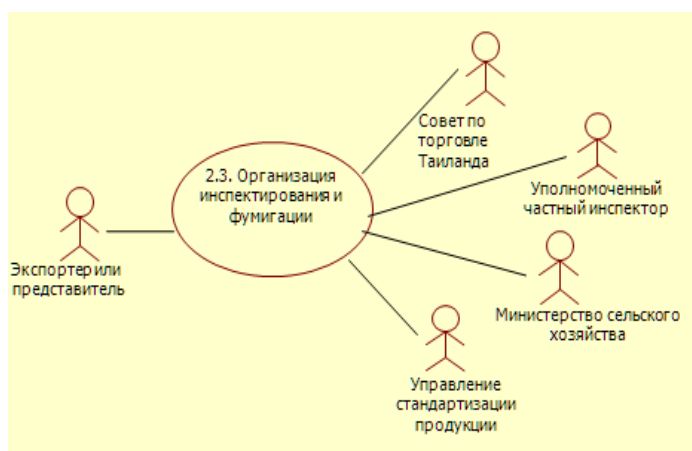 Совет по
торговле
Таиланда
2.3. Организация
инспектирования и
фумигации
Уполномоченный
частный инспектор
Экспортер или
представитель
Министерство сельского
хозяйства
Управление
стандартизации
продукции